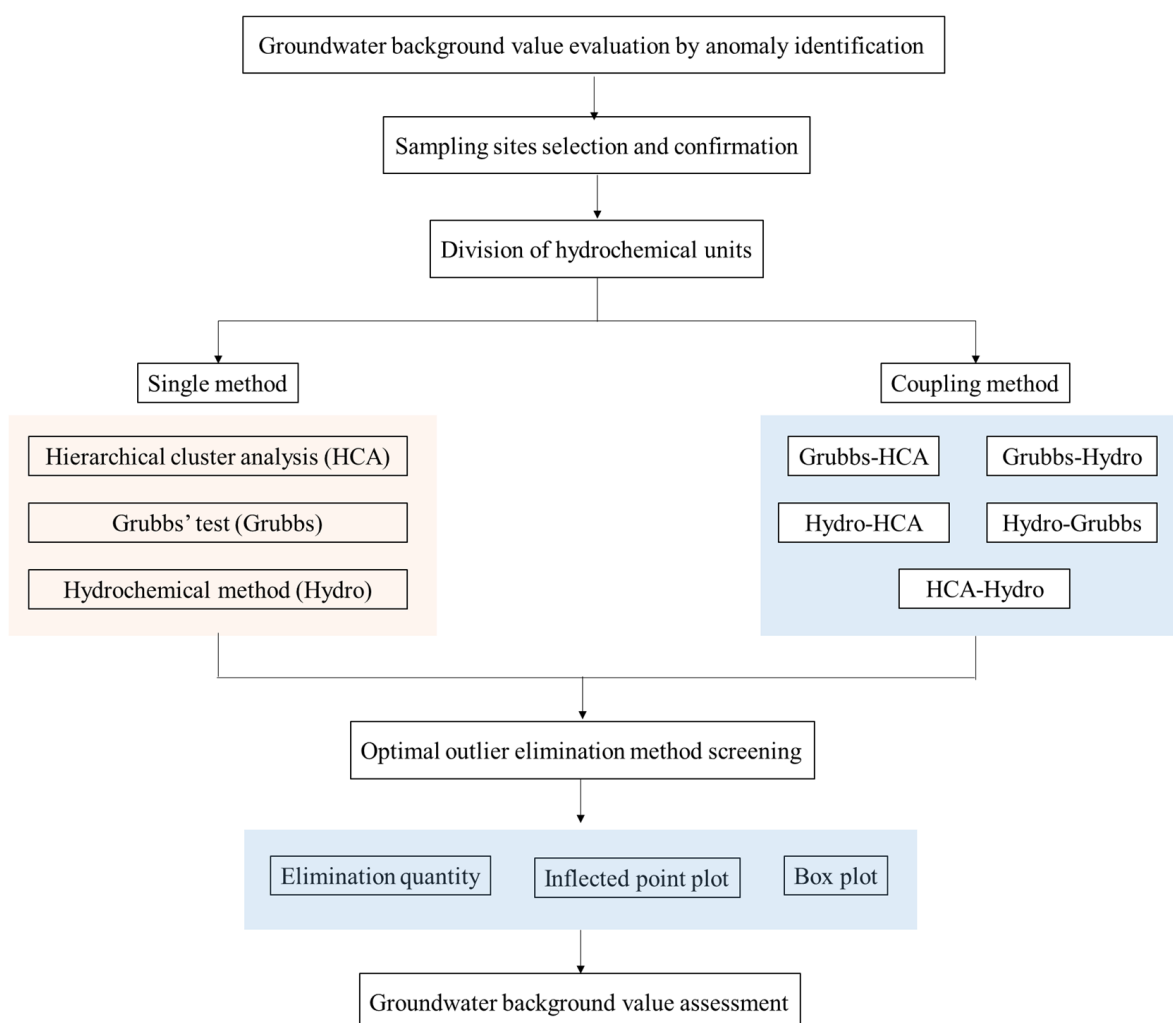 Groundwater background value evaluation by anomaly identification
Sampling sites selection and confirmation
Division of hydrochemical units
Single method
Coupling method
Hierarchical cluster analysis (HCA)
Grubbs’ test (Grubbs)
Hydrochemical method (Hydro)
Grubbs-HCA
Grubbs-Hydro
Hydro-HCA
Hydro-Grubbs
HCA-Hydro
Optimal outlier elimination method screening
Elimination quantity
Inflected point plot
Box plot
Groundwater background value assessment